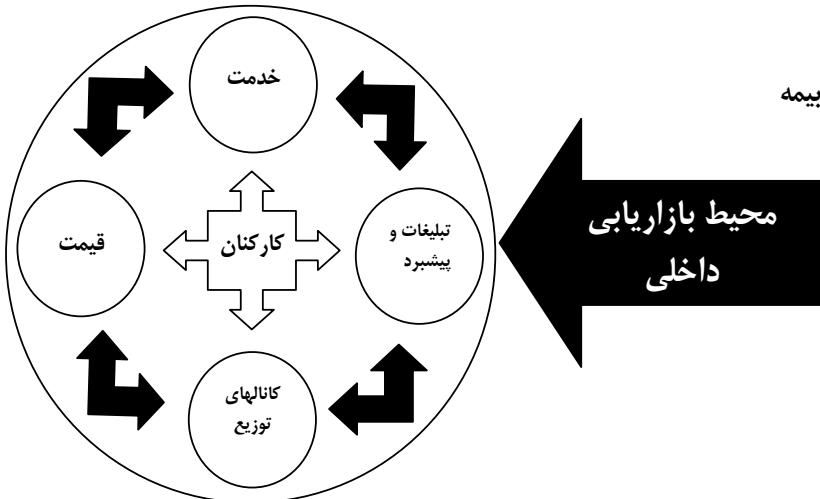 بیمه
خدمت
محیط بازاریابی
داخلی
تبلیغات و
پیشبرد
کارکنان
قیمت
کانالهای
توزیع